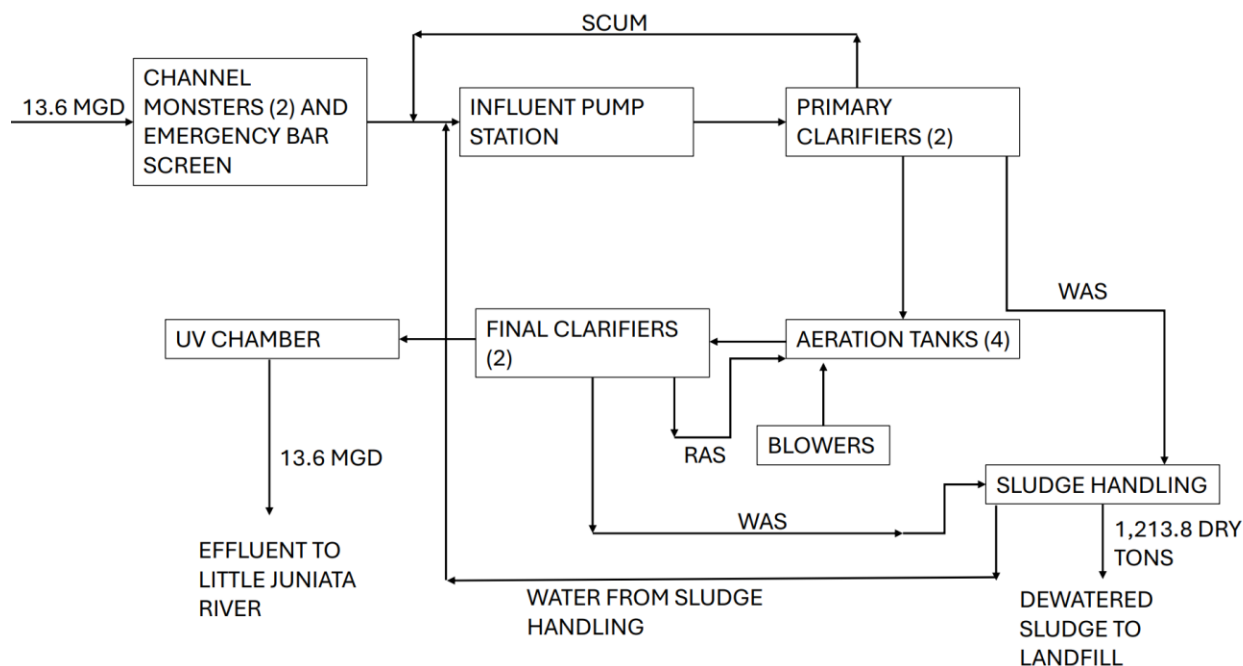 SCUM
13.6 MGD
CHANNEL
MONSTERS (2) AND
EMERGENCY BAR
SCREEN
INFLUENT PUMP
STATION
PRIMARY
CLARIFIERS (2)
WAS
UV CHAMBER
FINAL CLARIFIERS
(2)
AERATION TANKS (4)
13.6 MGD
RAS
BLOWERS
SLUDGE HANDLING
WAS
1,213.8 DRY
TONS
EFFLUENT TO
LITTLE JUNIATA
RIVER
WATER FROM SLUDGE
HANDLING
DEWATERED
SLUDGE TO
LANDFILL